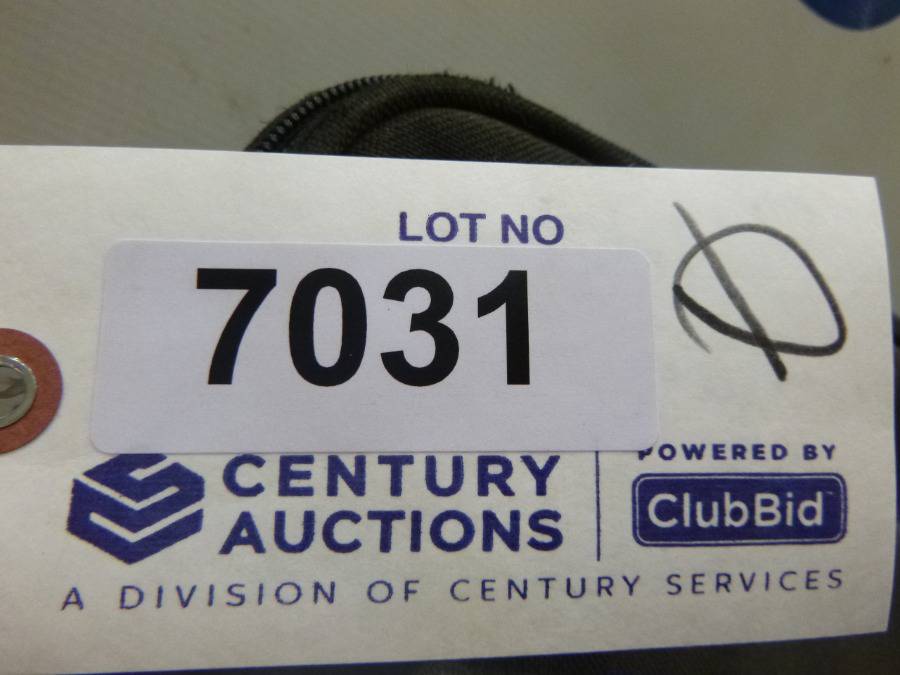 LOT NO
7031
D
CENTURY
AUCTIONS
POWERED BY
ClubBid
A DIVISION OF CENTURY SERVICES